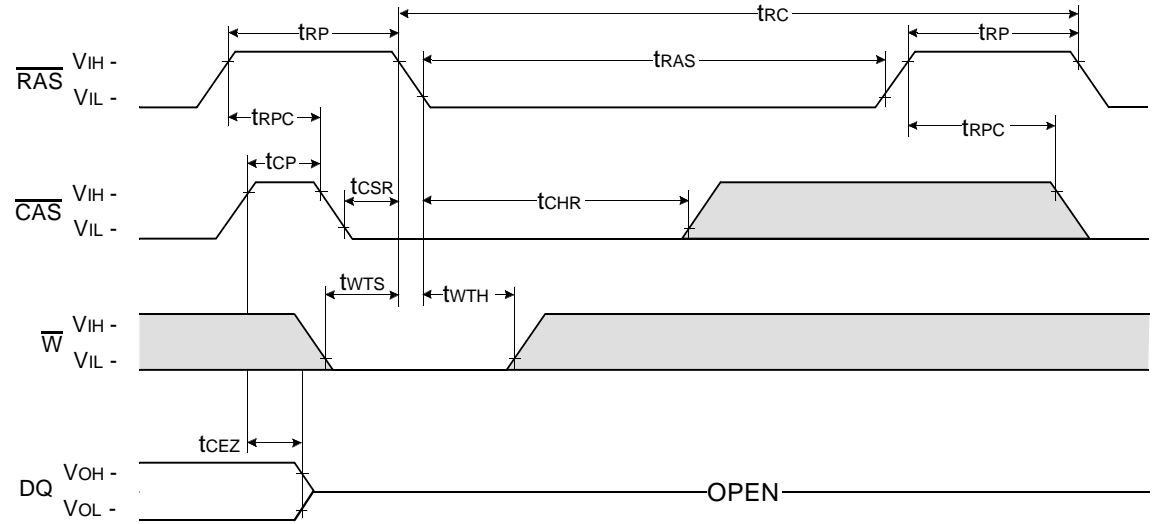 tRC
tRP tRP
tRAS
RAS VIH -
VIL -
tRPC tRPC
tCP
tCSR
CAS VIH -
VIL -
tCHR
tWTS tWTH
W VIH -
VIL -
tCEZ
DQ VOH -
VOL -
OPEN